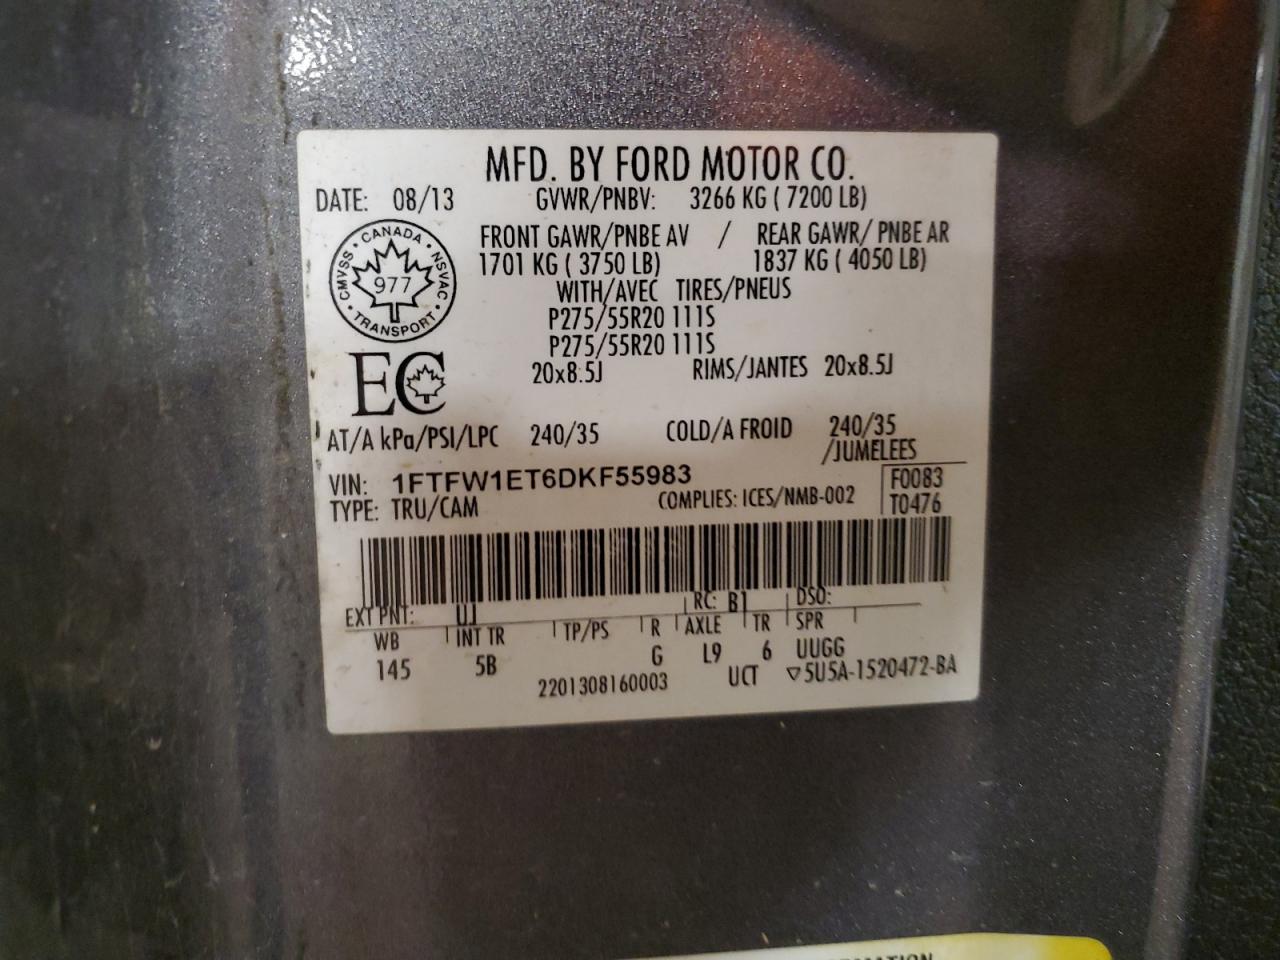 MFD. BY FORD MOTOR CO.
DATE: 08/13 GVWR/PNBV: 3266 KG ( 7200 LB)
FRONT GAWR/PNBE AV / REAR GAWR/ PNBE AR
1701 KG ( 3750 LB) 1837 KG ( 4050 LB)
WITH/AVEC TIRES/PNEUS
P275/55R20 111S
P275/55R20 111S
20x8.5J RIMS/JANTES 20x8.5J
CANADA
CMVSS NSVAC
977
TRANSPORT
EC
AT/A kPa/PSI/LPC 240/35 COLD/A FROID 240/35
/JUMELEES
VIN: 1FTFW1ET6DKF55983 F0083
TYPE: TRU/CAM COMPLIES: ICES/NMB-002 T0476
EXT PNT: UJ RC: B1 DSO:
WB INT TR TP/PS R AXLE TR SPR
145 5B G L9 6 UUGG
2201308160003 UCT ▽5U5A-1520472-BA